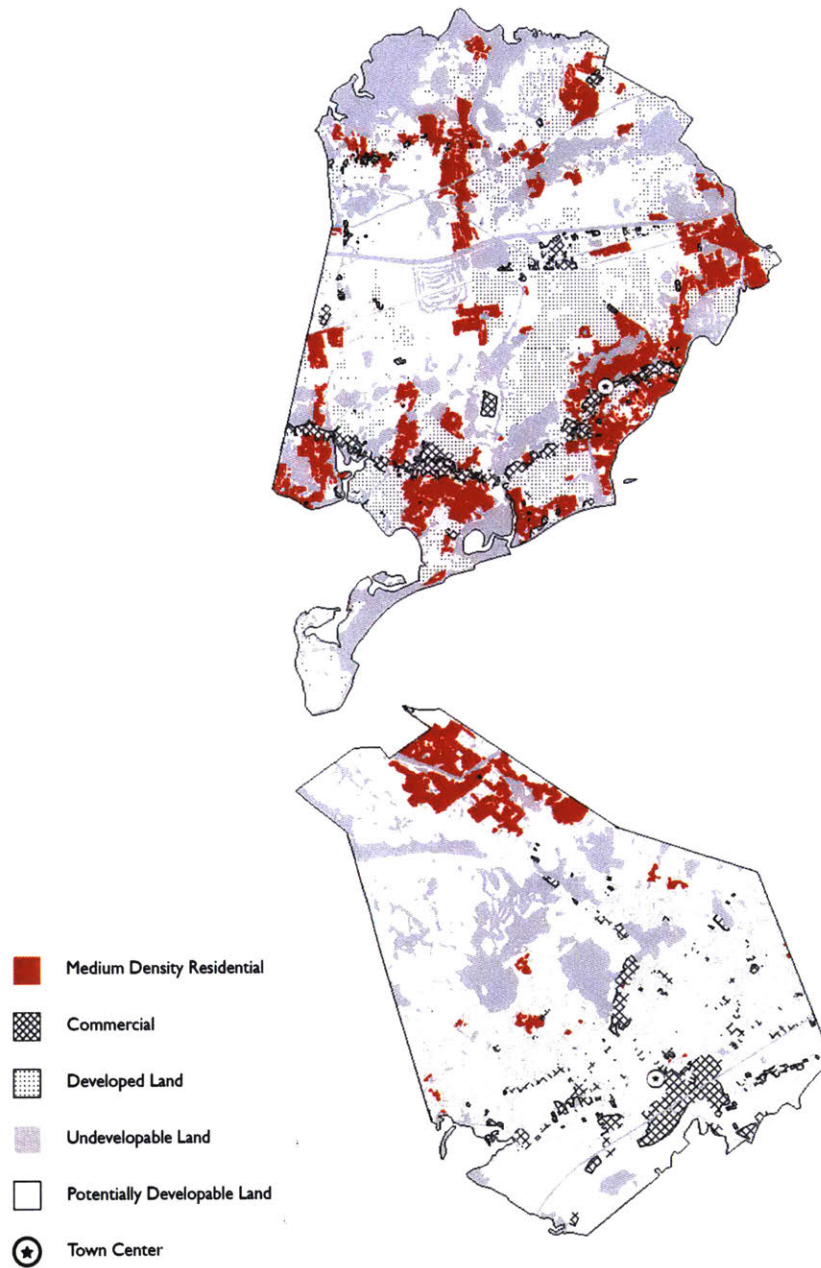 Medium Density Residential
Commercial
Developed Land
Undevelopable Land
Potentially Developable Land
Town Center